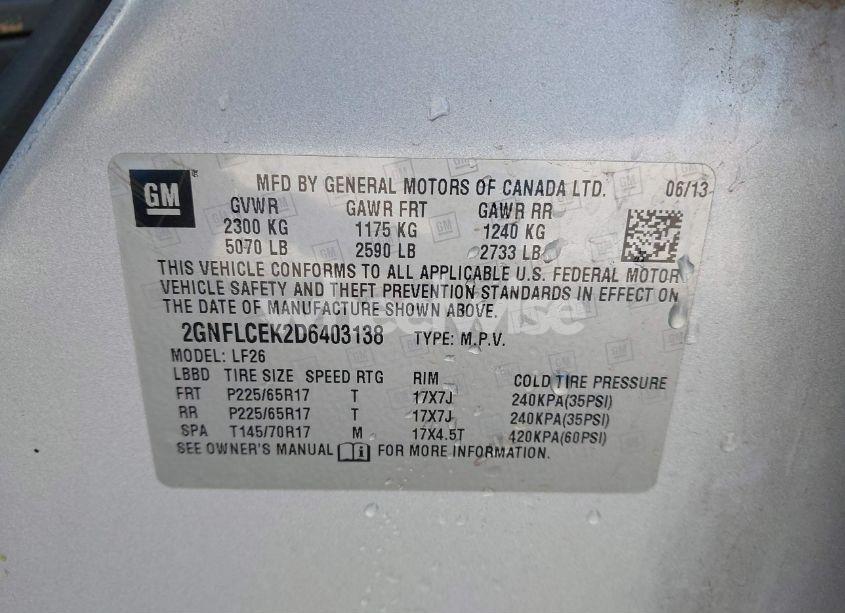 GM
MFD BY GENERAL MOTORS OF CANADA LTD. 06/13
GVWR GAWR FRT GAWR RR
2300 KG 1175 KG 1240 KG
5070 LB 2590 LB 2733 LB
THIS VEHICLE CONFORMS TO ALL APPLICABLE U.S. FEDERAL MOTOR
VEHICLE SAFETY AND THEFT PREVENTION STANDARDS IN EFFECT ON
THE DATE OF MANUFACTURE SHOWN ABOVE.
2GNFLCEK2D6403138 TYPE: M.P.V.
MODEL: LF26
LBBD TIRE SIZE SPEED RTG RIM COLD TIRE PRESSURE
FRT P225/65R17 T 17X7J 240KPA(35PSI)
RR P225/65R17 T 17X7J 240KPA(35PSI)
SPA T145/70R17 M 17X4.5T 420KPA(60PSI)
SEE OWNER'S MANUAL FOR MORE INFORMATION.